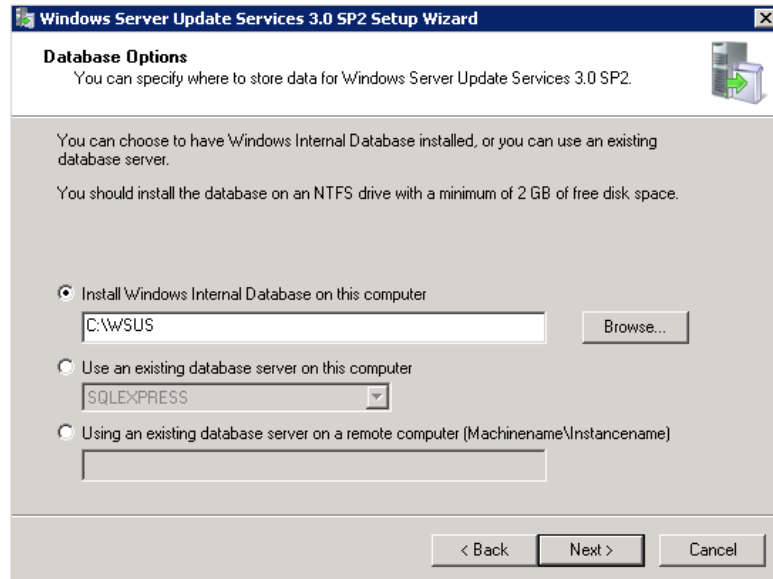 Windows Server Update Services 3.0 SP2 Setup Wizard
Database Options
You can specify where to store data for Windows Server Update Services 3.0 SP2.
You can choose to have Windows Internal Database installed, or you can use an existing
database server.
You should install the database on an NTFS drive with a minimum of 2 GB of free disk space.
Install Windows Internal Database on this computer
C:\WSUS
Browse...
Use an existing database server on this computer
SQLEXPRESS
Using an existing database server on a remote computer (Machinename\Instancename)
< Back Next > Cancel